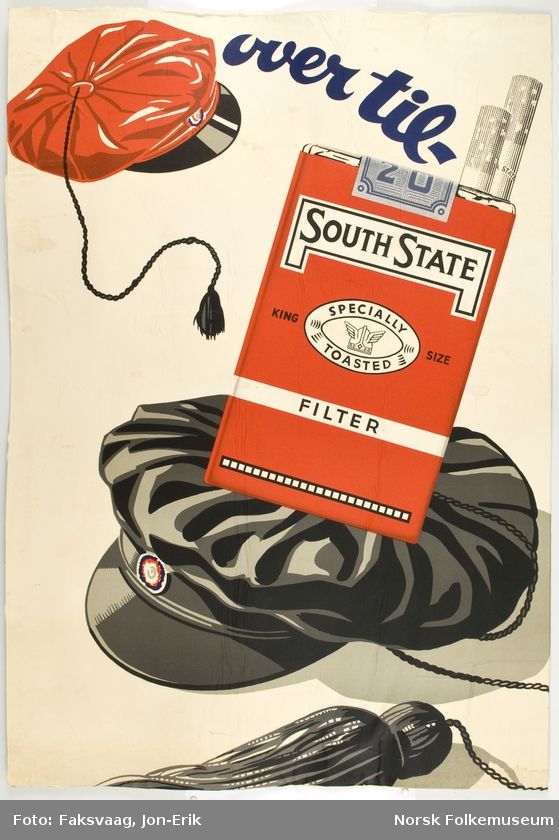 over til-
20
SOUTH STATE
KING
SPECIALLY
TOASTED
SIZE
FILTER
Foto: Faksvaag, Jon-Erik
Norsk Folkemuseum